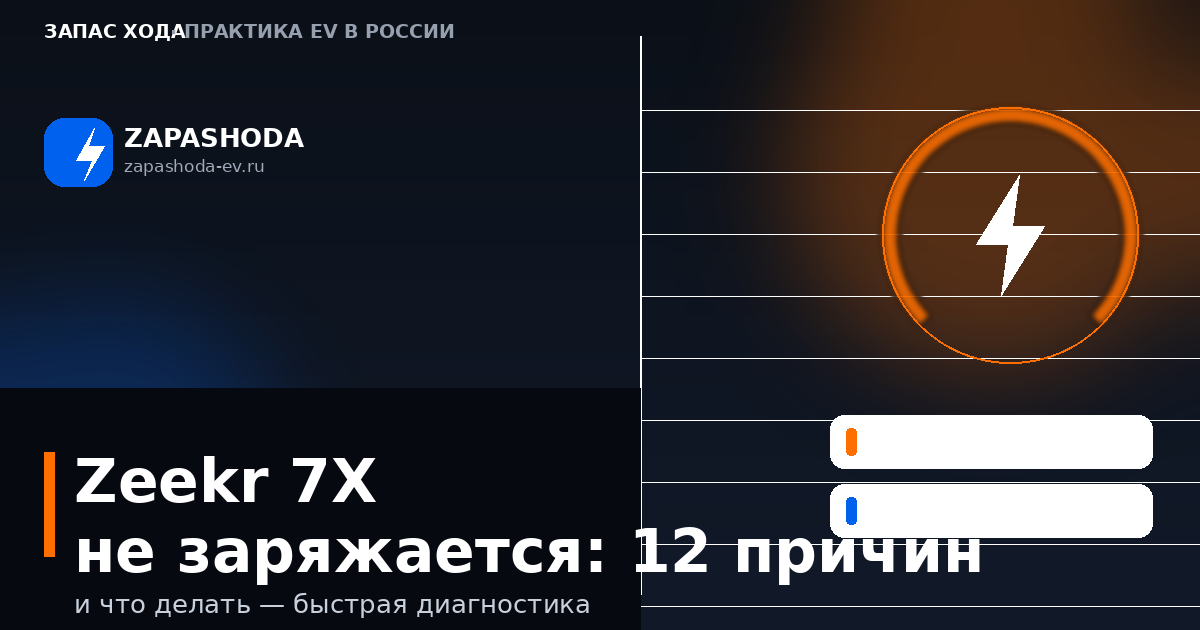 ЗАПАС ХОДА
ПРАКТИКА EV В РОССИИ
ZAPASHODA
zapashoda-ev.ru
Zeekr 7X
не заряжается: 12 причин
и что делать — быстрая диагностика